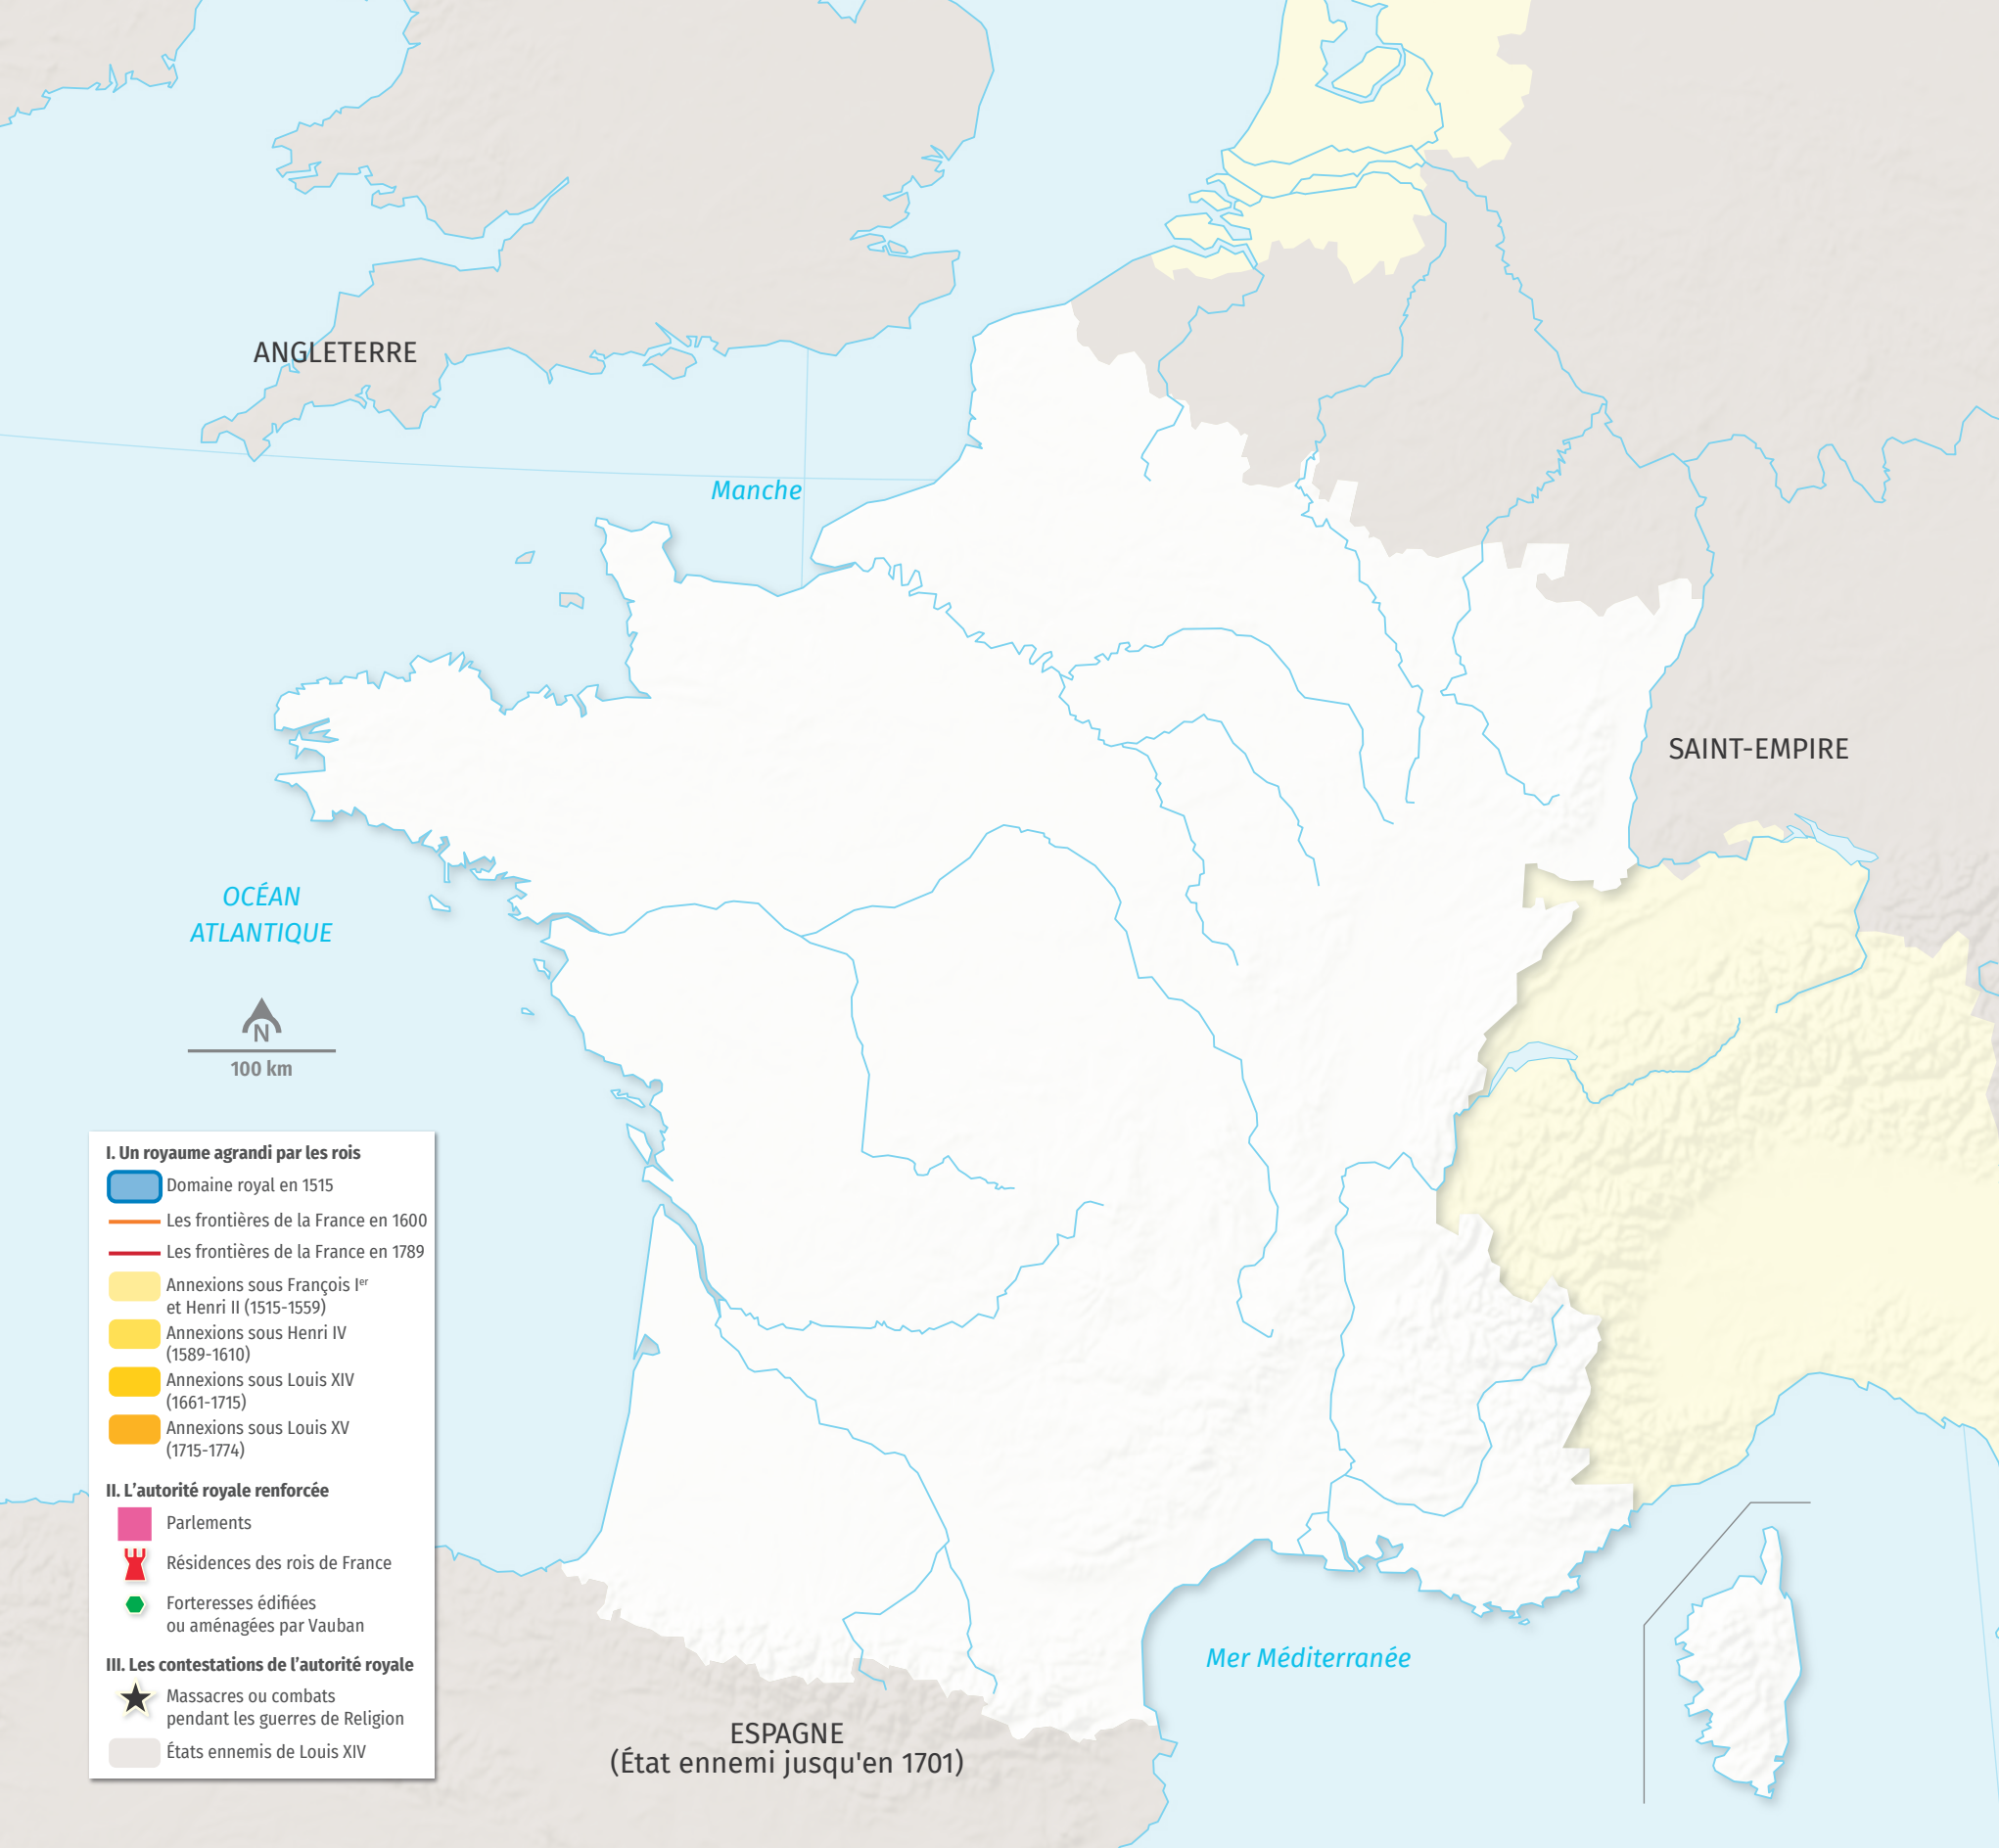 ANGLETERRE
Manche
SAINT-EMPIRE
OCÉAN
ATLANTIQUE
N
100 km
I. Un royaume agrandi par les rois
Domaine royal en 1515
Les frontières de la France en 1600
Les frontières de la France en 1789
Annexions sous François Ier
et Henri II (1515-1559)
Annexions sous Henri IV
(1589-1610)
Annexions sous Louis XIV
(1661-1715)
Annexions sous Louis XV
(1715-1774)
II. L’autorité royale renforcée
Parlements
Résidences des rois de France
Forteresses édifiées
ou aménagées par Vauban
III. Les contestations de l’autorité royale
Massacres ou combats
pendant les guerres de Religion
États ennemis de Louis XIV
Mer Méditerranée
ESPAGNE
(État ennemi jusqu'en 1701)